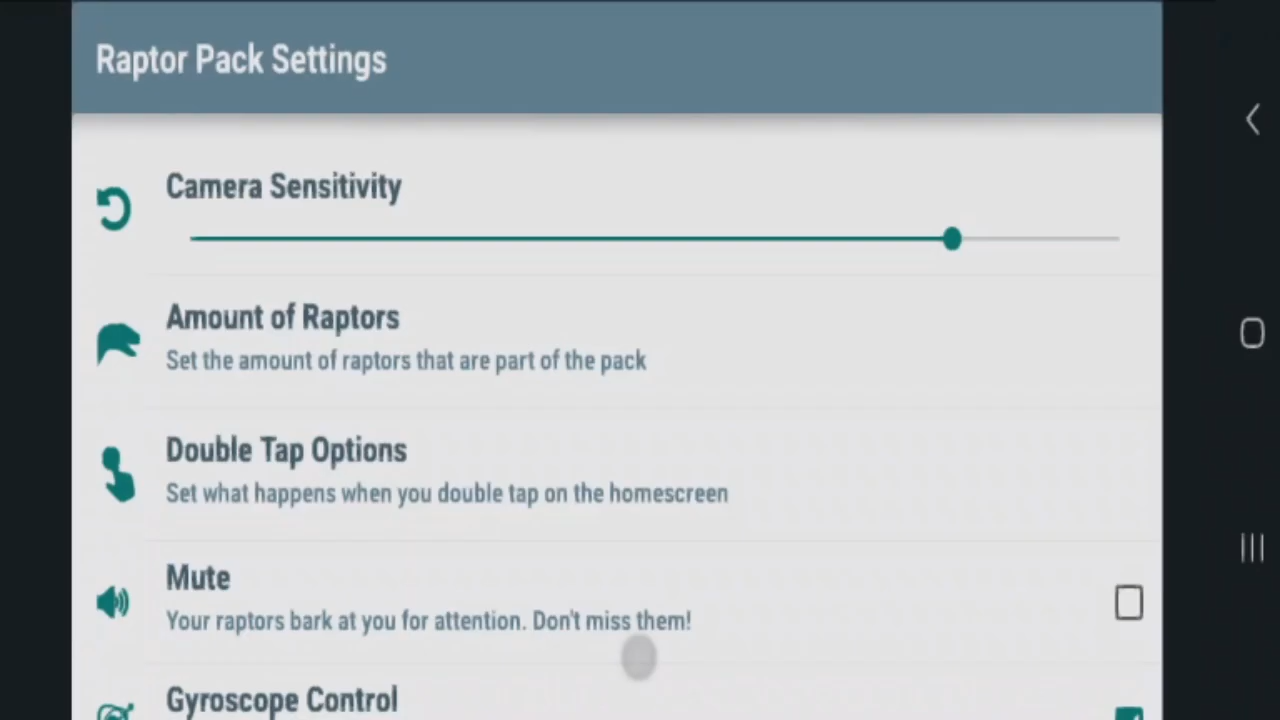 Raptor Pack Settings
Camera Sensitivity
Amount of Raptors
Set the amount of raptors that are part of the pack
Double Tap Options
Set what happens when you double tap on the homescreen
Mute
Your raptors bark at you for attention. Don't miss them!
Gyroscope Control